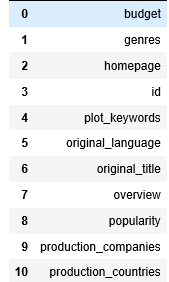 0 budget
1 genres
2 homepage
3 id
4 plot_keywords
5 original_language
6 original_title
7 overview
8 popularity
9 production_companies
10 production_countries